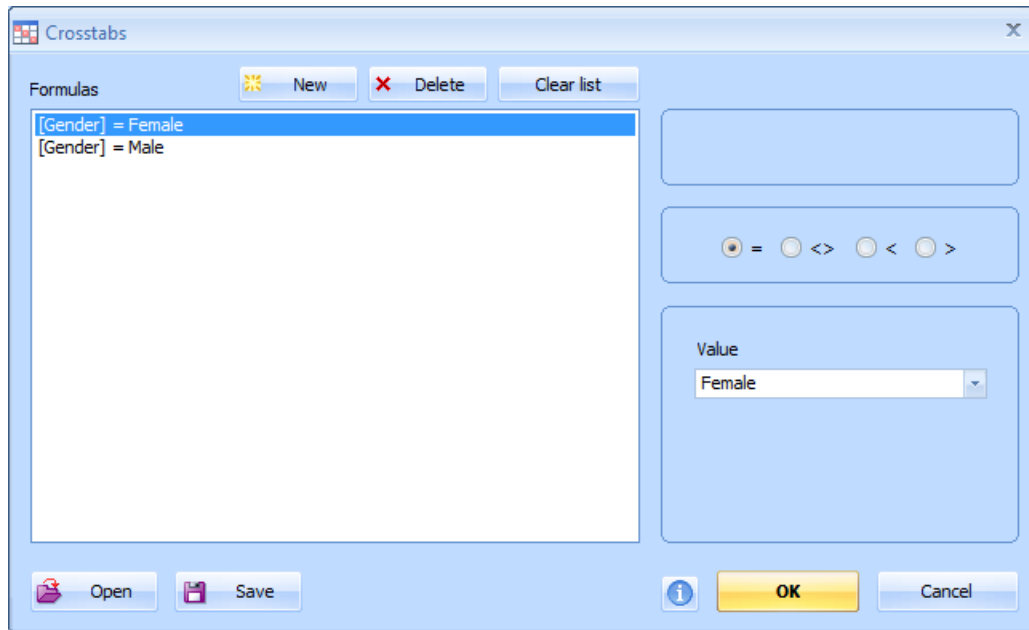 Crosstabs
Formulas
New
Delete
Clear list
[Gender] = Female
[Gender] = Male
= <> < >
Value
Female
Open
Save
OK
Cancel